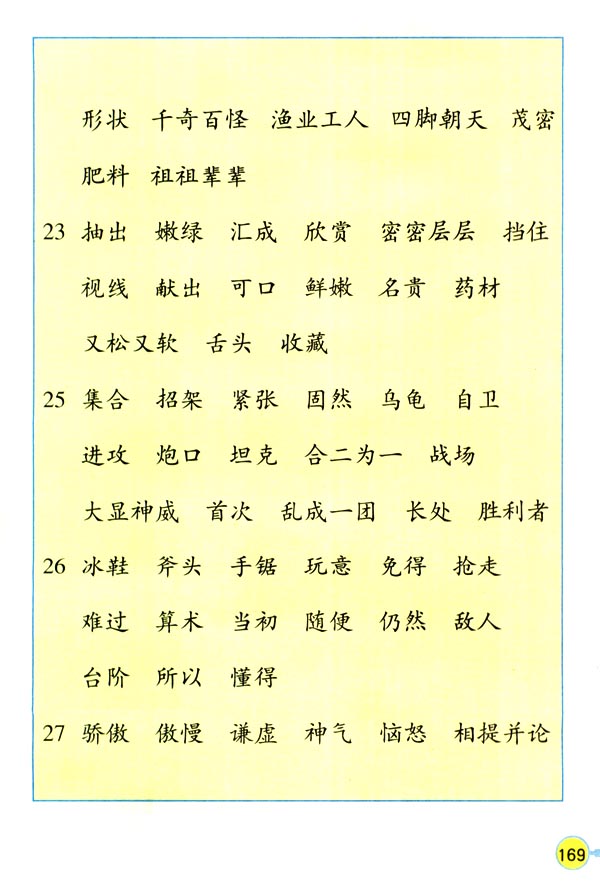 形状 千奇百怪 渔业工人 四脚朝天 茂密
肥料 祖祖辈辈
23 抽出 嫩绿 汇成 欣赏 密密层层 挡住
视线 献出 可口 鲜嫩 名贵 药材
又松又软 舌头 收藏
25 集合 招架 紧张 固然 乌龟 自卫
进攻 炮口 坦克 合二为一 战场
大显神威 首次 乱成一团 长处 胜利者
26 冰鞋 斧头 手锯 玩意 免得 抢走
难过 算术 当初 随便 仍然 敌人
台阶 所以 懂得
27 骄傲 傲慢 谦虚 神气 恼怒 相提并论
169